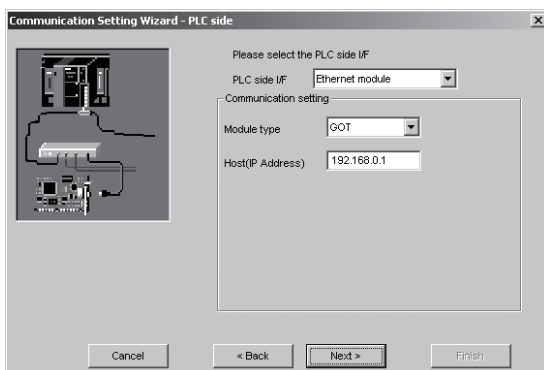 Communication Setting Wizard - PLC side
Please select the PLC side I/F
PLC side I/F Ethernet module
Communication setting
Module type GOT
Host(IP Address) 192.168.0.1
Cancel < Back Next > Finish